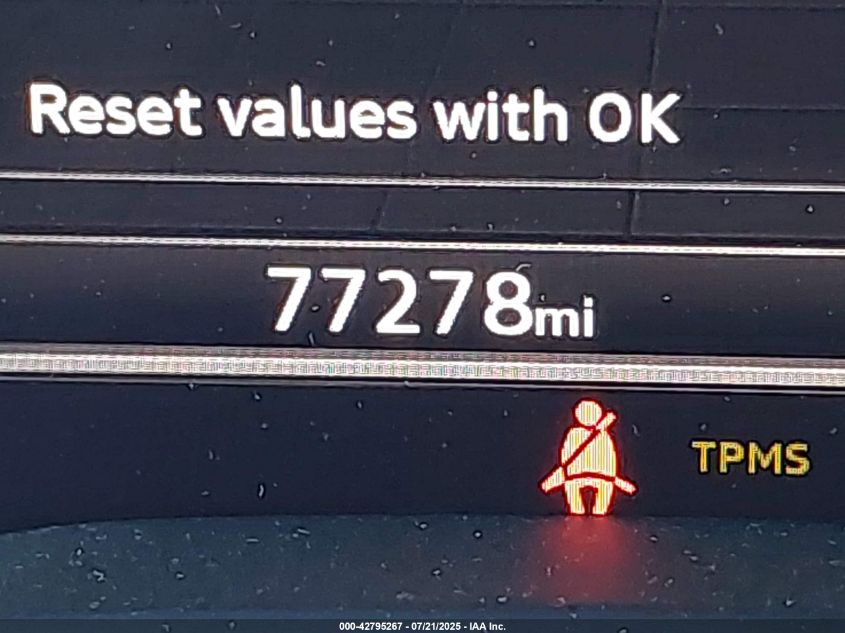 Reset values with OK
77278mi
TPMS
000-42795267 - 07/21/2025 - IAA Inc.